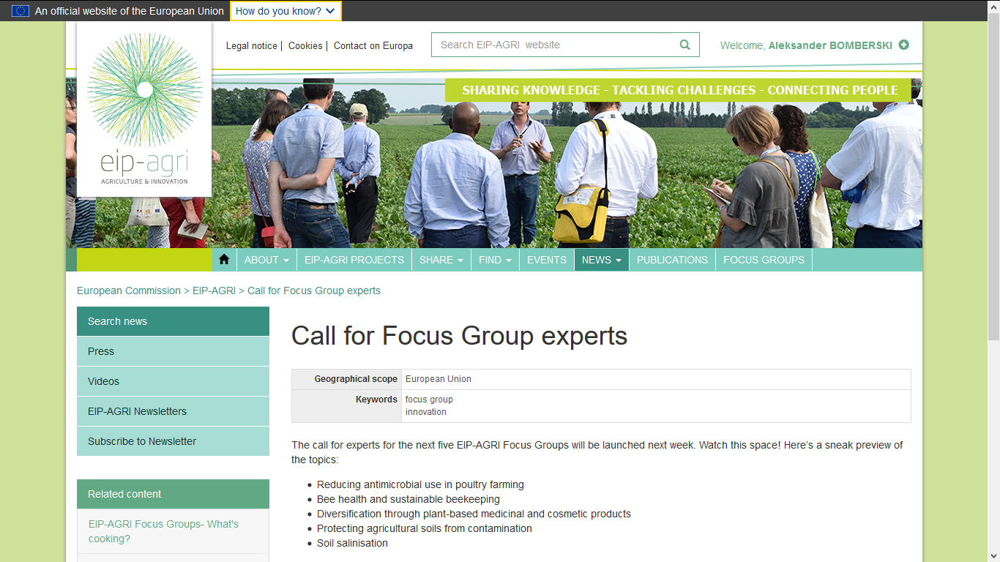 An official website of the European Union How do you know?
Legal notice | Cookies | Contact on Europa
Search EIP-AGRI website
Welcome, Aleksander BOMBERSKI
SHARING KNOWLEDGE - TACKLING CHALLENGES - CONNECTING PEOPLE
eip-agri
AGRICULTURE & INNOVATION
ABOUT EIP-AGRI PROJECTS SHARE FIND EVENTS NEWS PUBLICATIONS FOCUS GROUPS
European Commission > EIP-AGRI > Call for Focus Group experts
Search news
Press
Videos
EIP-AGRI Newsletters
Subscribe to Newsletter
Related content
EIP-AGRI Focus Groups- What's
cooking?
Call for Focus Group experts
Geographical scope European Union
Keywords focus group
innovation
The call for experts for the next five EIP-AGRI Focus Groups will be launched next week. Watch this space! Here’s a sneak preview of
the topics:
• Reducing antimicrobial use in poultry farming
• Bee health and sustainable beekeeping
• Diversification through plant-based medicinal and cosmetic products
• Protecting agricultural soils from contamination
• Soil salinisation